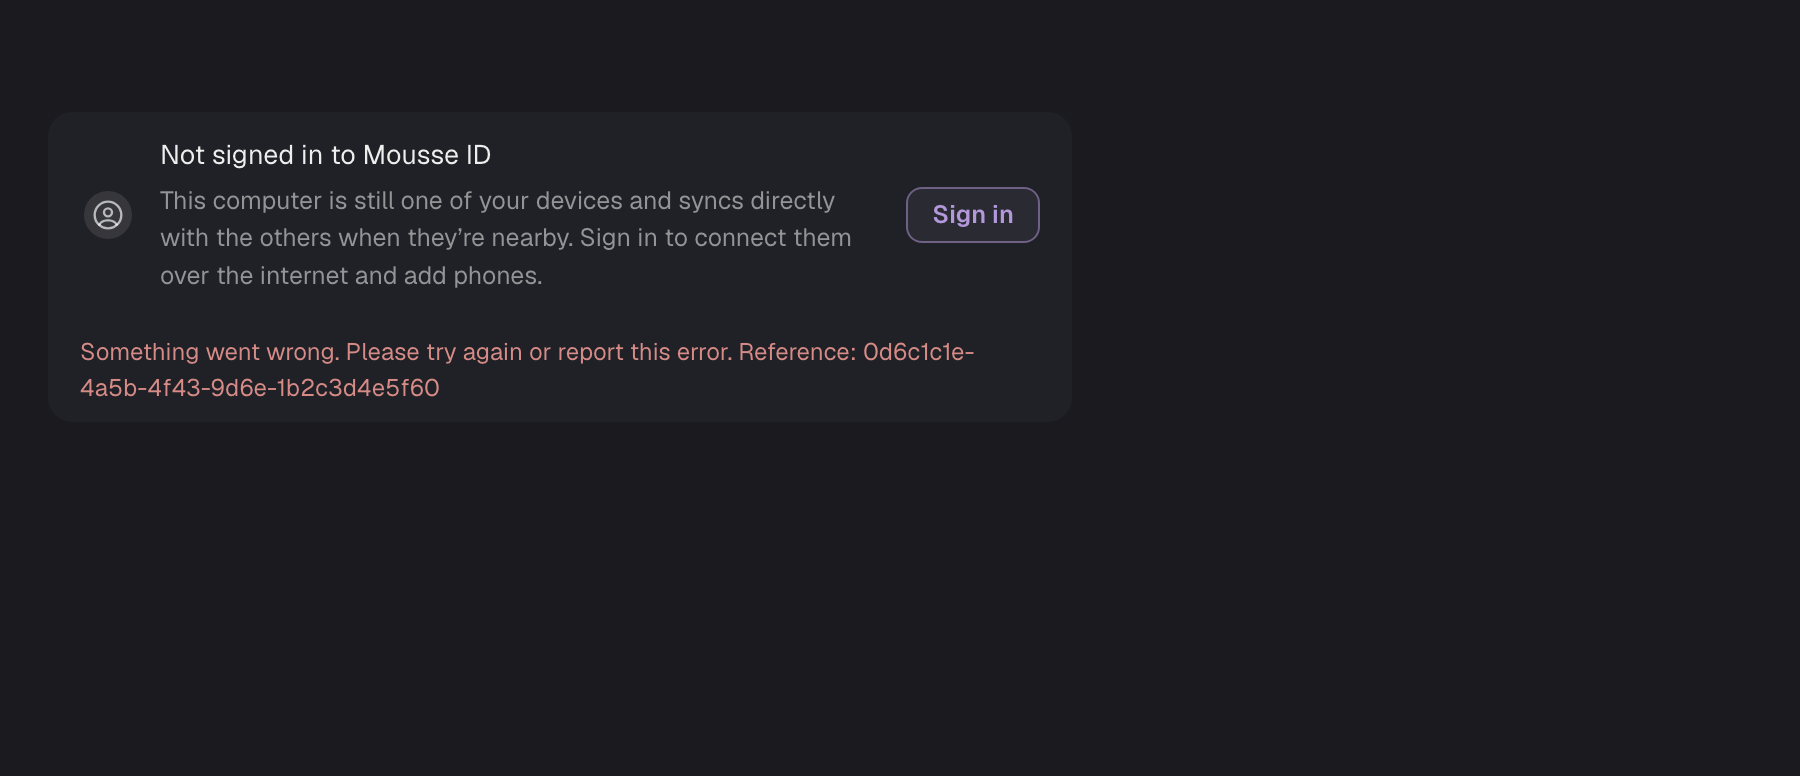 Not signed in to Mousse ID
This computer is still one of your devices and syncs directly
with the others when they’re nearby. Sign in to connect them
over the internet and add phones.
Sign in
Something went wrong. Please try again or report this error. Reference: 0d6c1c1e-
4a5b-4f43-9d6e-1b2c3d4e5f60